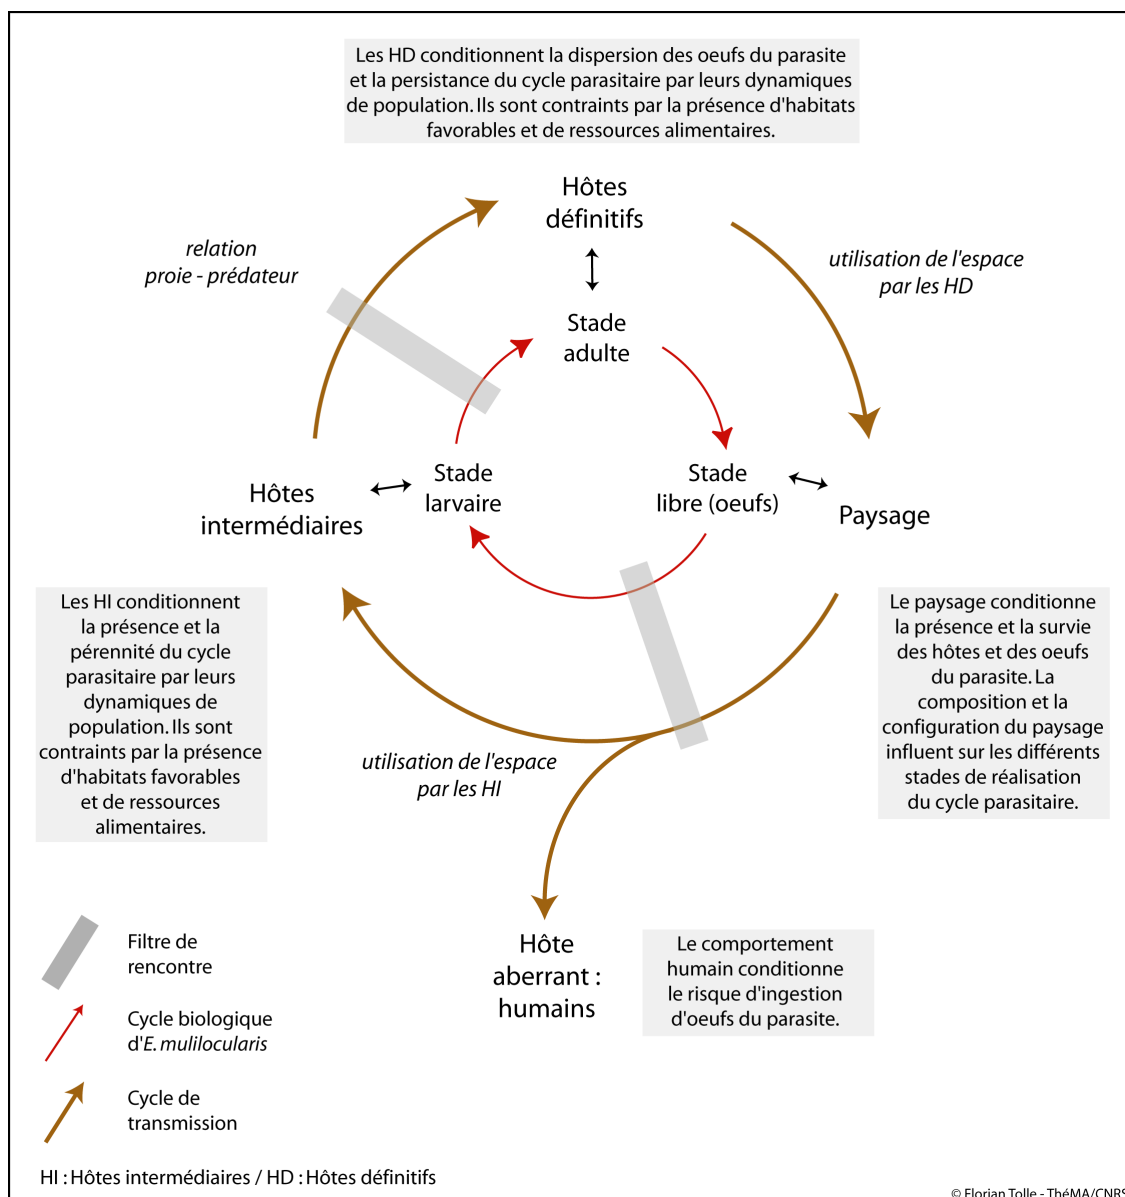 Les HD conditionnent la dispersion des oeufs du parasite
et la persistance du cycle parasitaire par leurs dynamiques
de population. Ils sont contraints par la présence d'habitats
favorables et de ressources alimentaires.
Hôtes
définitifs
relation
proie - prédateur
utilisation de l'espace
par les HD
Stade
adulte
Hôtes
intermédiaires
Stade
larvaire
Stade
libre (oeufs)
Paysage
Les HI conditionnent
la présence et la
pérennité du cycle
parasitaire par leurs
dynamiques de
population. Ils sont
contraints par la présence
d'habitats favorables
et de ressources
alimentaires.
Le paysage conditionne
la présence et la survie
des hôtes et des oeufs
du parasite. La
composition et la
configuration du paysage
influent sur les différents
stades de réalisation
du cycle parasitaire.
utilisation de l'espace
par les HI
Hôte
aberrant :
humains
Le comportement
humain conditionne
le risque d'ingestion
d'oeufs du parasite.
Filtre de
rencontre
Cycle biologique
d'E. mulilocularis
Cycle de
transmission
HI : Hôtes intermédiaires / HD : Hôtes définitifs
© Florian Tolle - ThéMA/CNRS